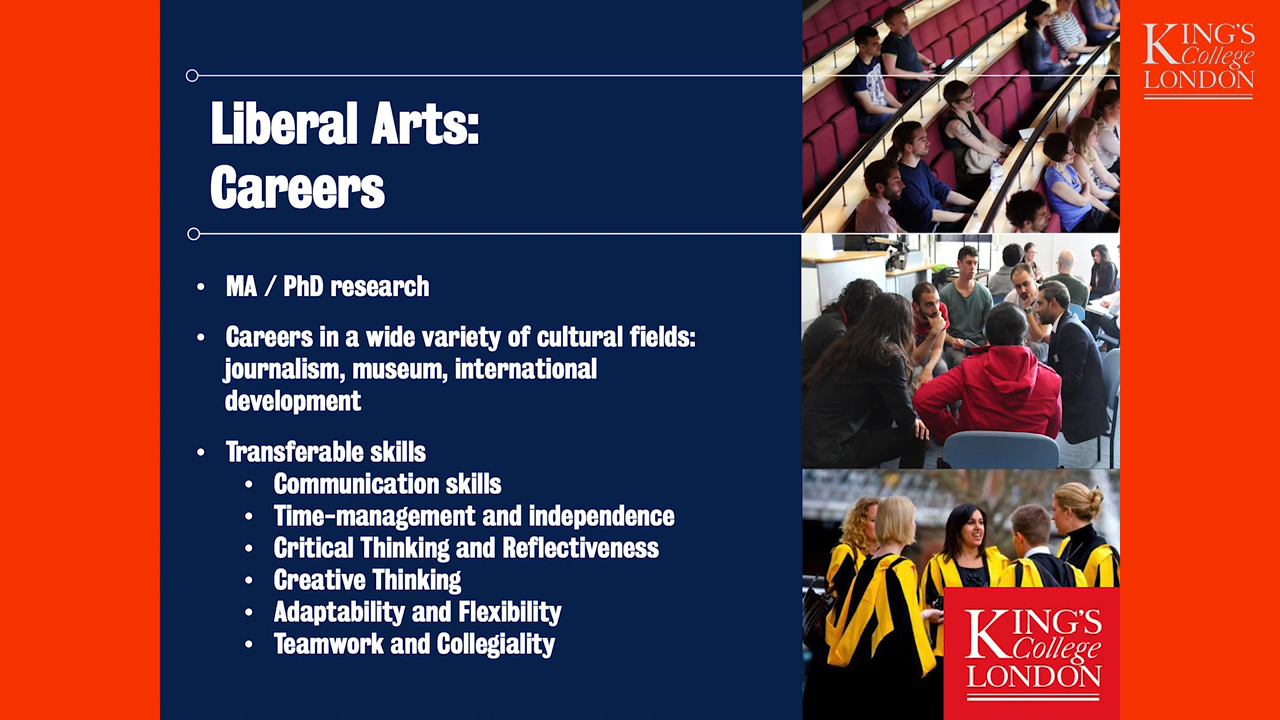 KING'S
College
LONDON
Liberal Arts:
Careers
• MA / PhD research
• Careers in a wide variety of cultural fields:
journalism, museum, international
development
• Transferable skills
• Communication skills
• Time-management and independence
• Critical Thinking and Reflectiveness
• Creative Thinking
• Adaptability and Flexibility
• Teamwork and Collegiality
KING'S
College
LONDON